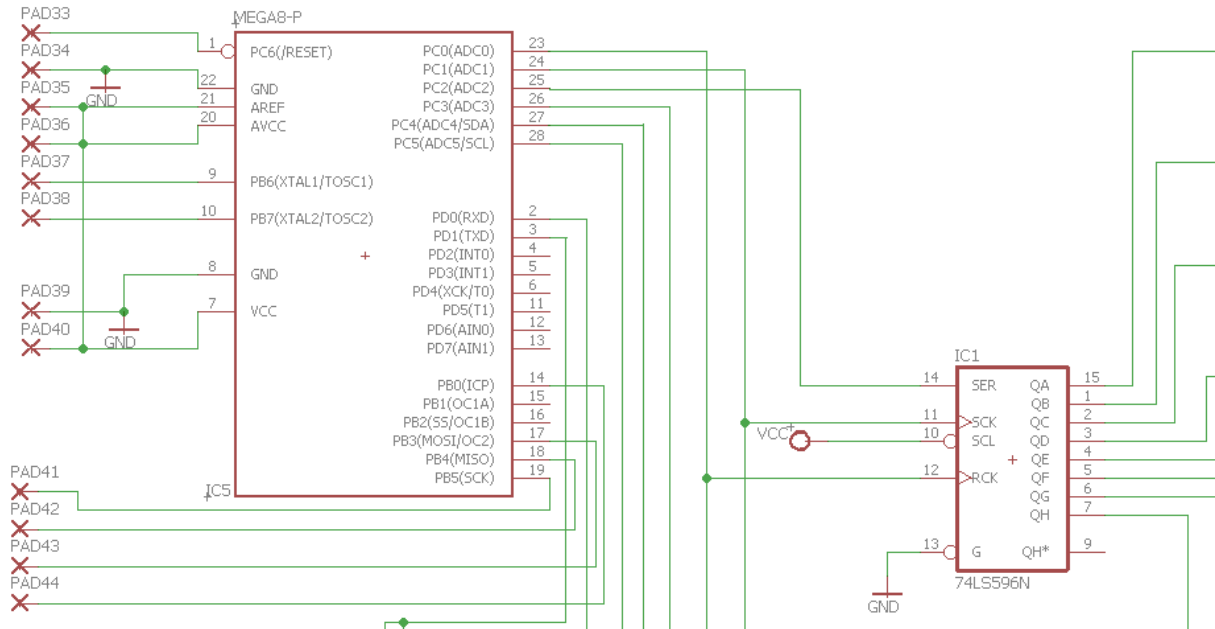 PAD33
PAD34
PAD35
PAD36
PAD37
PAD38
PAD39
PAD40
GND
GND
MEGA8-P
1 PC6(/RESET)
22 GND
21 AREF
20 AVCC
9 PB6(XTAL1/TOSC1)
10 PB7(XTAL2/TOSC2)
8 GND
7 VCC
PC0(ADC0) 23
PC1(ADC1) 24
PC2(ADC2) 25
PC3(ADC3) 26
PC4(ADC4/SDA) 27
PC5(ADC5/SCL) 28
PD0(RXD) 2
PD1(TXD) 3
PD2(INT0) 4
PD3(INT1) 5
PD4(XCK/T0) 6
PD5(T1) 11
PD6(AIN0) 12
PD7(AIN1) 13
PB0(ICP) 14
PB1(OC1A) 15
PB2(SS/OC1B) 16
PB3(MOSI/OC2) 17
PB4(MISO) 18
PB5(SCK) 19
IC5
PAD41
PAD42
PAD43
PAD44
IC1
14 SER
11 SCK
VCC
10 SCL
12 RCK
13 G
GND
QA 15
QB 1
QC 2
QD 3
QE 4
QF 5
QG 6
QH 7
QH* 9
74LS596N